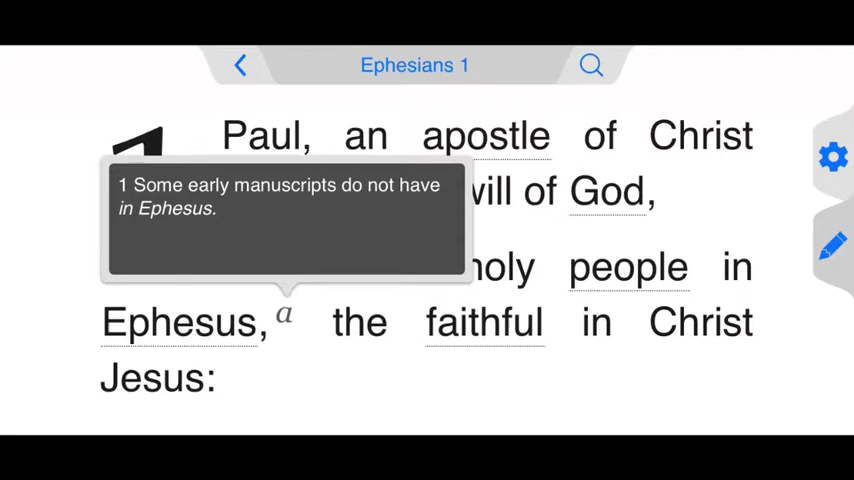 Ephesians 1
Paul, an apostle of Christ
will of God,
1 Some early manuscripts do not have
in Ephesus.
holy people in
Ephesus,ᵃ the faithful in Christ
Jesus: